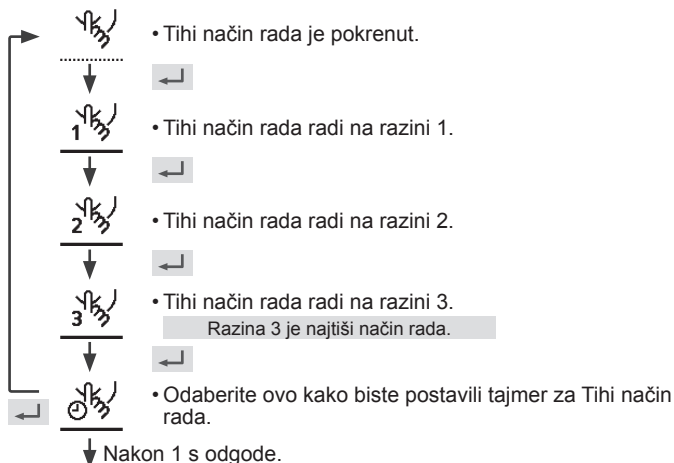 • Tihi način rada je pokrenut.
1
• Tihi način rada radi na razini 1.
2
• Tihi način rada radi na razini 2.
3
• Tihi način rada radi na razini 3.
Razina 3 je najtiši način rada.
• Odaberite ovo kako biste postavili tajmer za Tihi način
rada.
Nakon 1 s odgode.